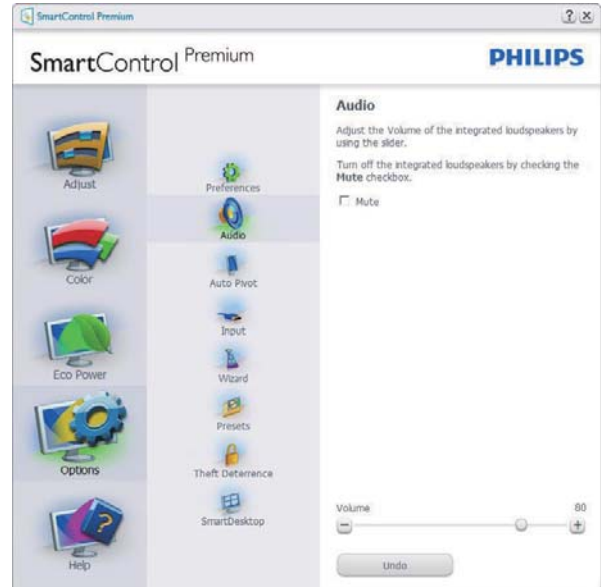 SmartControl Premium
? x
SmartControl Premium
PHILIPS
Adjust
Color
Eco Power
Options
Help
Preferences
Audio
Auto Pivot
Input
Wizard
Presets
Theft Deterrence
SmartDesktop
Audio
Adjust the Volume of the integrated loudspeakers by
using the slider.
Turn off the integrated loudspeakers by checking the
Mute checkbox.
Mute
Volume 80
Undo